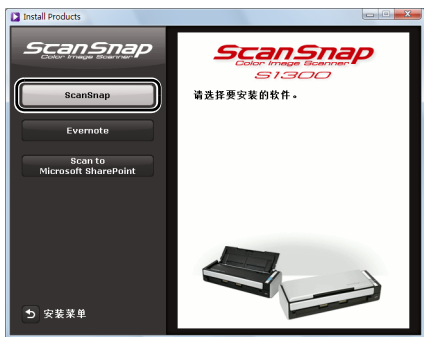 Install Products
ScanSnap
Color Image Scanner
ScanSnap
Evernote
Scan to
Microsoft SharePoint
安装菜单
ScanSnap
Color Image Scanner
S1300
请选择要安装的软件。